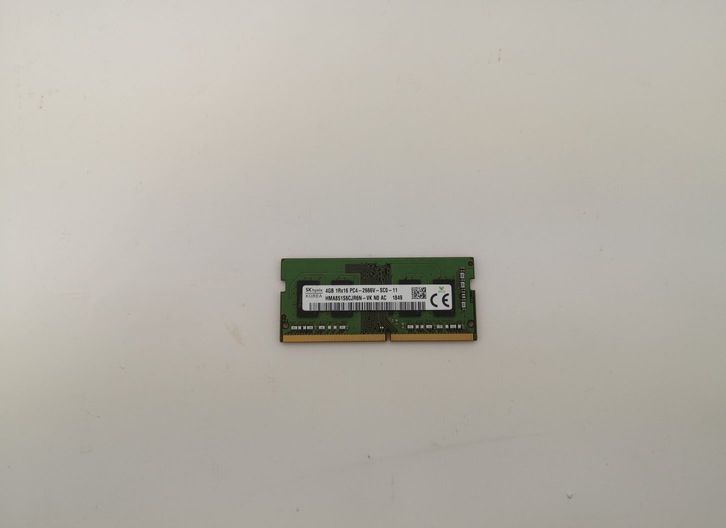 SK hynix
KOREA
4GB 1Rx16 PC4-2666V-SC0-11
HMA851S6CJR6N-VK N0 AC 1849
CE